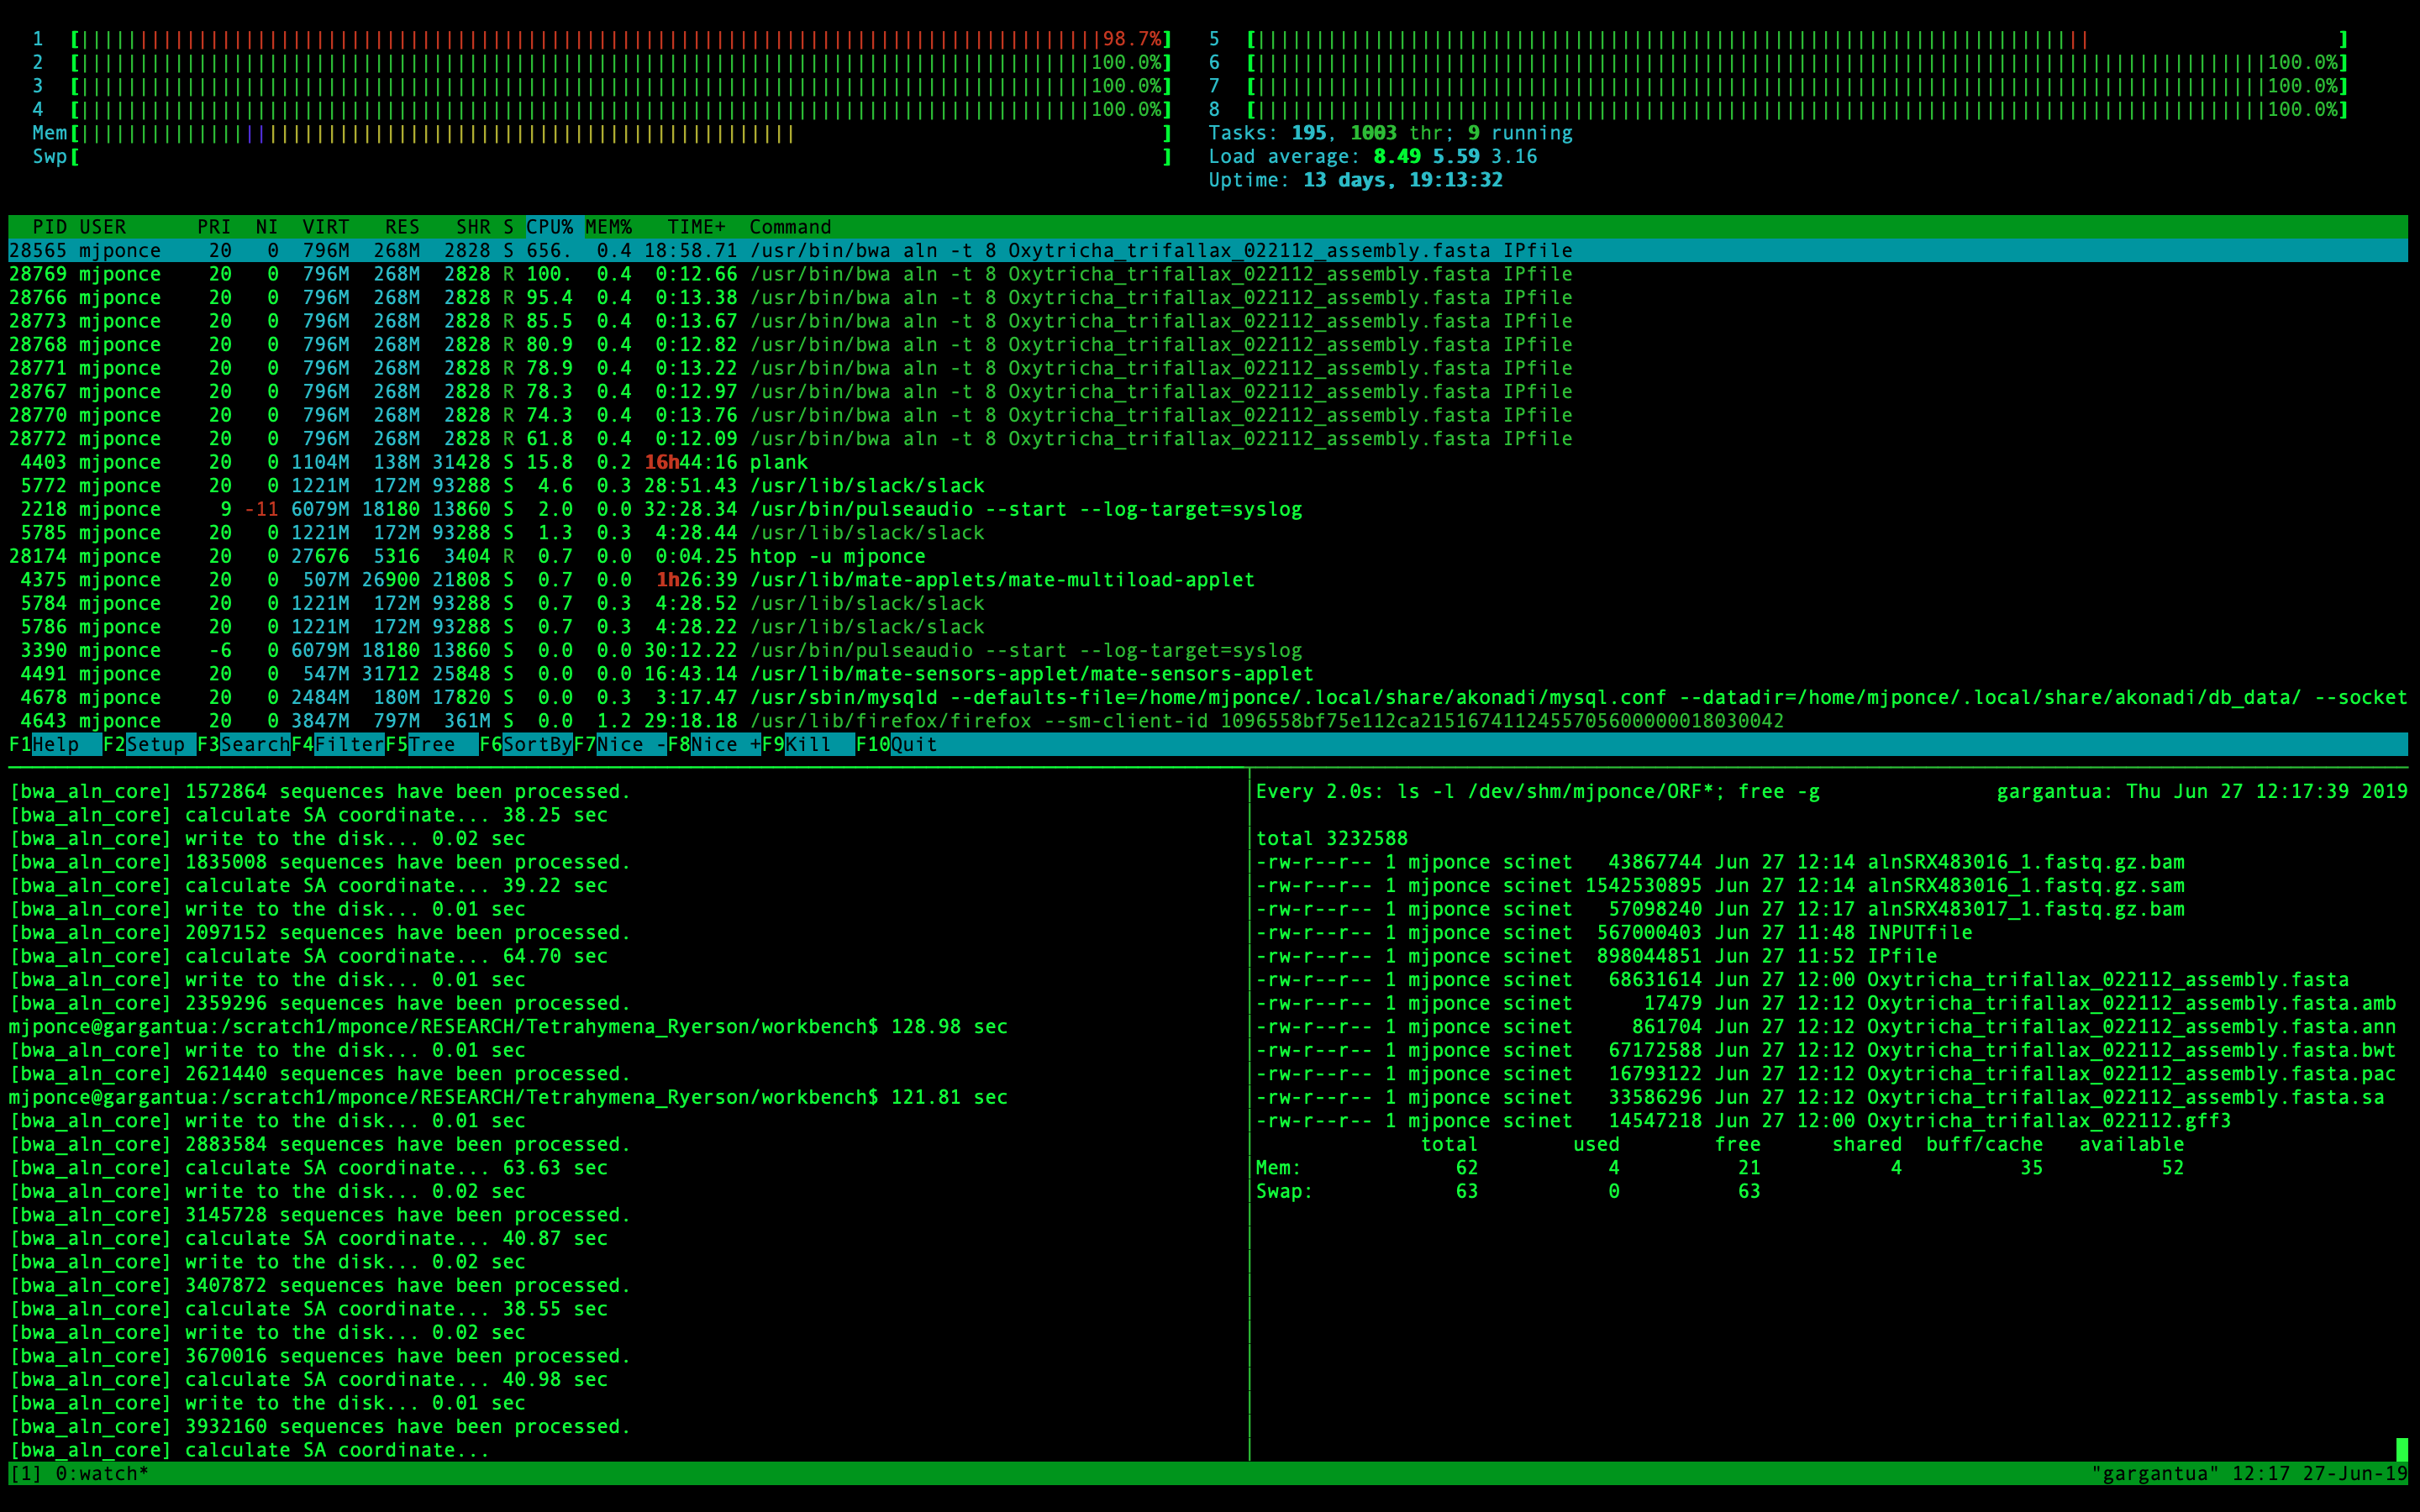 1 [98.7%] 5 [ ]
2 [100.0%] 6 [100.0%]
3 [100.0%] 7 [100.0%]
4 [100.0%] 8 [100.0%]
Mem[ ] Tasks: 195, 1003 thr; 9 running
Swp[ ] Load average: 8.49 5.59 3.16
Uptime: 13 days, 19:13:32
PID USER PRI NI VIRT RES SHR S CPU% MEM% TIME+ Command
28565 mjponce 20 0 796M 268M 2828 S 656. 0.4 18:58.71 /usr/bin/bwa aln -t 8 Oxytricha_trifallax_022112_assembly.fasta IPfile
28769 mjponce 20 0 796M 268M 2828 R 100. 0.4 0:12.66 /usr/bin/bwa aln -t 8 Oxytricha_trifallax_022112_assembly.fasta IPfile
28766 mjponce 20 0 796M 268M 2828 R 95.4 0.4 0:13.38 /usr/bin/bwa aln -t 8 Oxytricha_trifallax_022112_assembly.fasta IPfile
28773 mjponce 20 0 796M 268M 2828 R 85.5 0.4 0:13.67 /usr/bin/bwa aln -t 8 Oxytricha_trifallax_022112_assembly.fasta IPfile
28768 mjponce 20 0 796M 268M 2828 R 80.9 0.4 0:12.82 /usr/bin/bwa aln -t 8 Oxytricha_trifallax_022112_assembly.fasta IPfile
28771 mjponce 20 0 796M 268M 2828 R 78.9 0.4 0:13.22 /usr/bin/bwa aln -t 8 Oxytricha_trifallax_022112_assembly.fasta IPfile
28767 mjponce 20 0 796M 268M 2828 R 78.3 0.4 0:12.97 /usr/bin/bwa aln -t 8 Oxytricha_trifallax_022112_assembly.fasta IPfile
28770 mjponce 20 0 796M 268M 2828 R 74.3 0.4 0:13.76 /usr/bin/bwa aln -t 8 Oxytricha_trifallax_022112_assembly.fasta IPfile
28772 mjponce 20 0 796M 268M 2828 R 61.8 0.4 0:12.09 /usr/bin/bwa aln -t 8 Oxytricha_trifallax_022112_assembly.fasta IPfile
4403 mjponce 20 0 1104M 138M 31428 S 15.8 0.2 16h44:16 plank
5772 mjponce 20 0 1221M 172M 93288 S 4.6 0.3 28:51.43 /usr/lib/slack/slack
2218 mjponce 9 -11 6079M 18180 13860 S 2.0 0.0 32:28.34 /usr/bin/pulseaudio --start --log-target=syslog
5785 mjponce 20 0 1221M 172M 93288 S 1.3 0.3 4:28.44 /usr/lib/slack/slack
28174 mjponce 20 0 27676 5316 3404 R 0.7 0.0 0:04.25 htop -u mjponce
4375 mjponce 20 0 507M 26900 21808 S 0.7 0.0 1h26:39 /usr/lib/mate-applets/mate-multiload-applet
5784 mjponce 20 0 1221M 172M 93288 S 0.7 0.3 4:28.52 /usr/lib/slack/slack
5786 mjponce 20 0 1221M 172M 93288 S 0.7 0.3 4:28.22 /usr/lib/slack/slack
3390 mjponce -6 0 6079M 18180 13860 S 0.0 0.0 30:12.22 /usr/bin/pulseaudio --start --log-target=syslog
4491 mjponce 20 0 547M 31712 25848 S 0.0 0.0 16:43.14 /usr/lib/mate-sensors-applet/mate-sensors-applet
4678 mjponce 20 0 2484M 180M 17820 S 0.0 0.3 3:17.47 /usr/sbin/mysqld --defaults-file=/home/mjponce/.local/share/akonadi/mysql.conf --datadir=/home/mjponce/.local/share/akonadi/db_data/ --socket
4643 mjponce 20 0 3847M 797M 361M S 0.0 1.2 29:18.18 /usr/lib/firefox/firefox --sm-client-id 1096558bf75e112ca215167411245570560000001803​0042
F1Help F2Setup F3SearchF4FilterF5Tree F6SortByF7Nice -F8Nice +F9Kill F10Quit
[bwa_aln_core] 1572864 sequences have been processed.
[bwa_aln_core] calculate SA coordinate... 38.25 sec
[bwa_aln_core] write to the disk... 0.02 sec
[bwa_aln_core] 1835008 sequences have been processed.
[bwa_aln_core] calculate SA coordinate... 39.22 sec
[bwa_aln_core] write to the disk... 0.01 sec
[bwa_aln_core] 2097152 sequences have been processed.
[bwa_aln_core] calculate SA coordinate... 64.70 sec
[bwa_aln_core] write to the disk... 0.01 sec
[bwa_aln_core] 2359296 sequences have been processed.
mjponce@gargantua:/scratch1/mponce/RESEARCH/Tetrahymena_Ryerson/workbench$ 128.98 sec
[bwa_aln_core] write to the disk... 0.01 sec
[bwa_aln_core] 2621440 sequences have been processed.
mjponce@gargantua:/scratch1/mponce/RESEARCH/Tetrahymena_Ryerson/workbench$ 121.81 sec
[bwa_aln_core] write to the disk... 0.01 sec
[bwa_aln_core] 2883584 sequences have been processed.
[bwa_aln_core] calculate SA coordinate... 63.63 sec
[bwa_aln_core] write to the disk... 0.02 sec
[bwa_aln_core] 3145728 sequences have been processed.
[bwa_aln_core] calculate SA coordinate... 40.87 sec
[bwa_aln_core] write to the disk... 0.02 sec
[bwa_aln_core] 3407872 sequences have been processed.
[bwa_aln_core] calculate SA coordinate... 38.55 sec
[bwa_aln_core] write to the disk... 0.02 sec
[bwa_aln_core] 3670016 sequences have been processed.
[bwa_aln_core] calculate SA coordinate... 40.98 sec
[bwa_aln_core] write to the disk... 0.01 sec
[bwa_aln_core] 3932160 sequences have been processed.
[bwa_aln_core] calculate SA coordinate...
Every 2.0s: ls -l /dev/shm/mjponce/ORF*; free -g gargantua: Thu Jun 27 12:17:39 2019
total 3232588
-rw-r--r-- 1 mjponce scinet 43867744 Jun 27 12:14 alnSRX483016_1.fastq.gz.bam
-rw-r--r-- 1 mjponce scinet 1542530895 Jun 27 12:14 alnSRX483016_1.fastq.gz.sam
-rw-r--r-- 1 mjponce scinet 57098240 Jun 27 12:17 alnSRX483017_1.fastq.gz.bam
-rw-r--r-- 1 mjponce scinet 567000403 Jun 27 11:48 INPUTfile
-rw-r--r-- 1 mjponce scinet 898044851 Jun 27 11:52 IPfile
-rw-r--r-- 1 mjponce scinet 68631614 Jun 27 12:00 Oxytricha_trifallax_022112_assembly.fasta
-rw-r--r-- 1 mjponce scinet 17479 Jun 27 12:12 Oxytricha_trifallax_022112_assembly.fasta.amb
-rw-r--r-- 1 mjponce scinet 861704 Jun 27 12:12 Oxytricha_trifallax_022112_assembly.fasta.ann
-rw-r--r-- 1 mjponce scinet 67172588 Jun 27 12:12 Oxytricha_trifallax_022112_assembly.fasta.bwt
-rw-r--r-- 1 mjponce scinet 16793122 Jun 27 12:12 Oxytricha_trifallax_022112_assembly.fasta.pac
-rw-r--r-- 1 mjponce scinet 33586296 Jun 27 12:12 Oxytricha_trifallax_022112_assembly.fasta.sa
-rw-r--r-- 1 mjponce scinet 14547218 Jun 27 12:00 Oxytricha_trifallax_022112.gff3
total used free shared buff/cache available
Mem: 62 4 21 4 35 52
Swap: 63 0 63
[1] 0:watch* "gargantua" 12:17 27-Jun-19